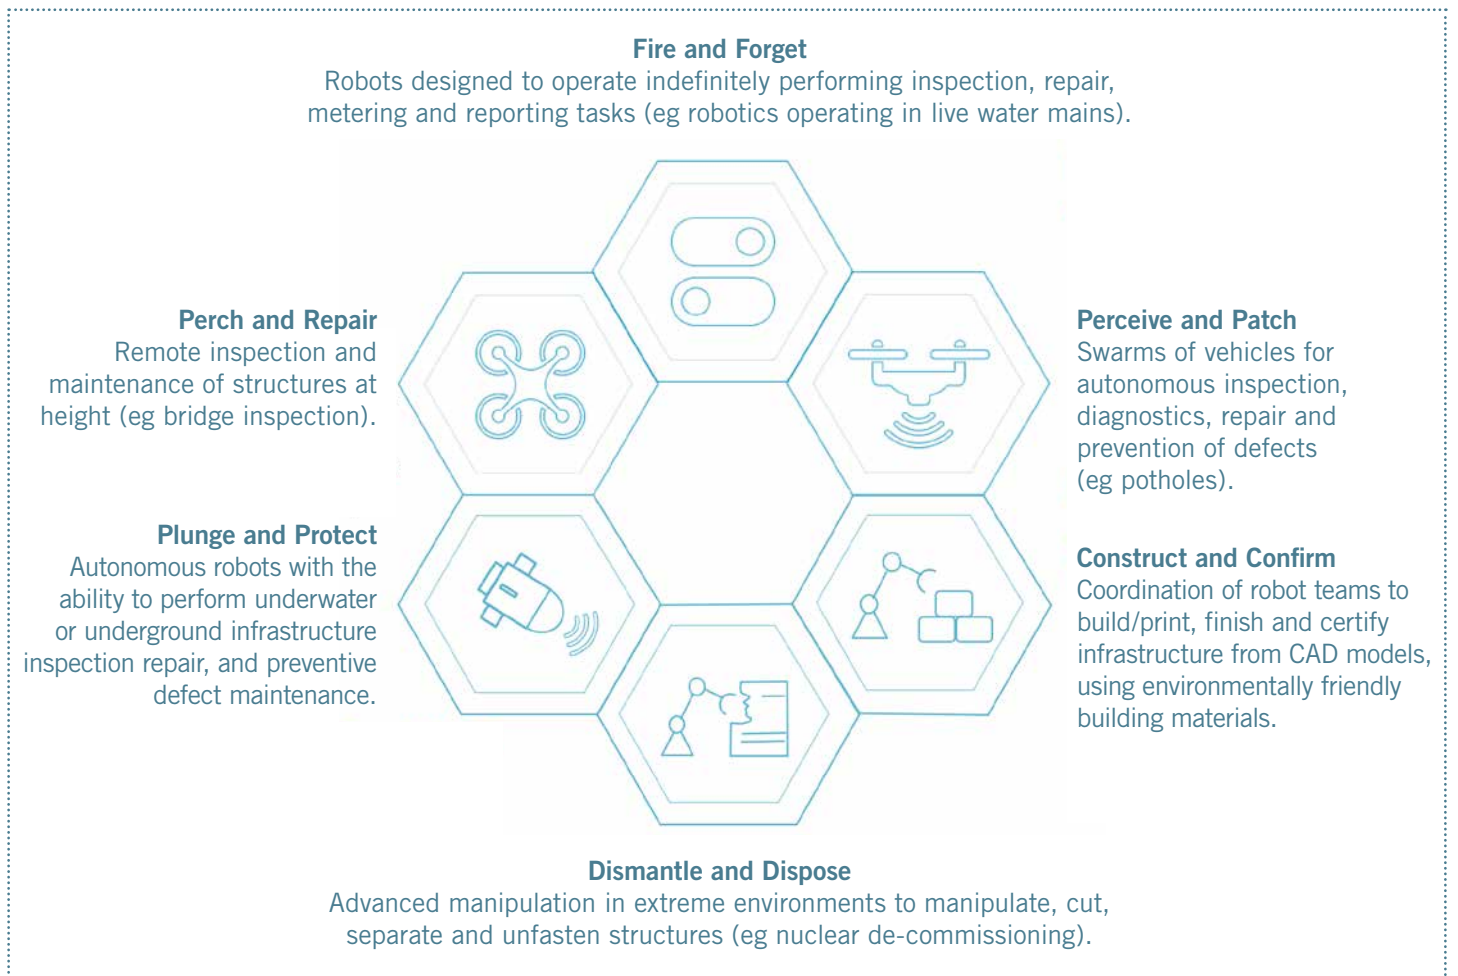 Fire and Forget
Robots designed to operate indefinitely performing inspection, repair,
metering and reporting tasks (eg robotics operating in live water mains).
Perch and Repair
Remote inspection and
maintenance of structures at
height (eg bridge inspection).
Perceive and Patch
Swarms of vehicles for
autonomous inspection,
diagnostics, repair and
prevention of defects
(eg potholes).
Plunge and Protect
Autonomous robots with the
ability to perform underwater
or underground infrastructure
inspection repair, and preventive
defect maintenance.
Construct and Confirm
Coordination of robot teams to
build/print, finish and certify
infrastructure from CAD models,
using environmentally friendly
building materials.
Dismantle and Dispose
Advanced manipulation in extreme environments to manipulate, cut,
separate and unfasten structures (eg nuclear de-commissioning).